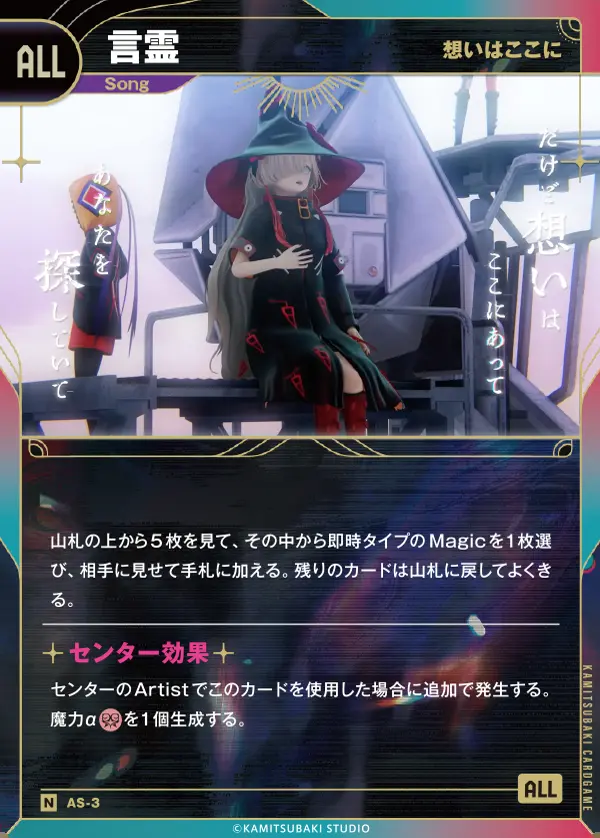 ALL
言霊
想いはここに
Song
だけど想いは
ここにあって
あなたを
探していて
山札の上から5枚を見て、その中から即時タイプのMagicを1枚選
び、相手に見せて手札に加える。残りのカードは山札に戻してよくき
る。
センター効果
センターのArtistでこのカードを使用した場合に追加で発生する。
魔力αを1個生成する。
KAMITSUBAKI CARDGAME
ALL
N AS-3
©KAMITSUBAKI STUDIO